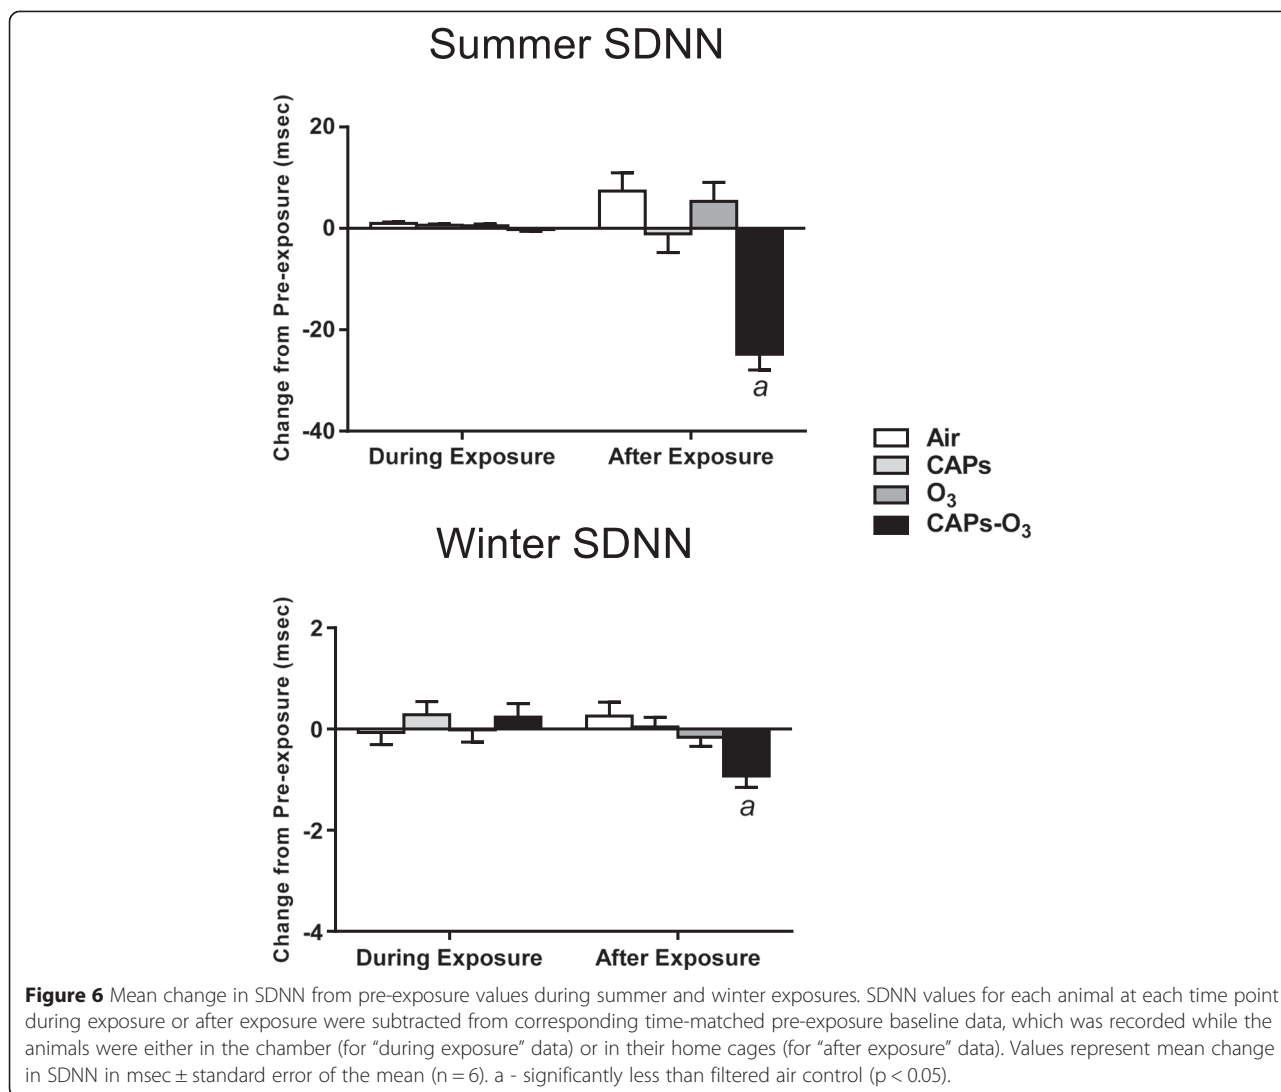 Summer SDNN
Change from Pre-exposure (msec)
20
0
-20
-40
a
During Exposure
After Exposure
Air
CAPs
O₃
CAPs-O₃
Winter SDNN
Change from Pre-exposure (msec)
2
0
-2
-4
a
During Exposure
After Exposure
Figure 6 Mean change in SDNN from pre-exposure values during summer and winter exposures. SDNN values for each animal at each time point
during exposure or after exposure were subtracted from corresponding time-matched pre-exposure baseline data, which was recorded while the
animals were either in the chamber (for “during exposure” data) or in their home cages (for “after exposure” data). Values represent mean change
in SDNN in msec ± standard error of the mean (n = 6). a - significantly less than filtered air control (p < 0.05).